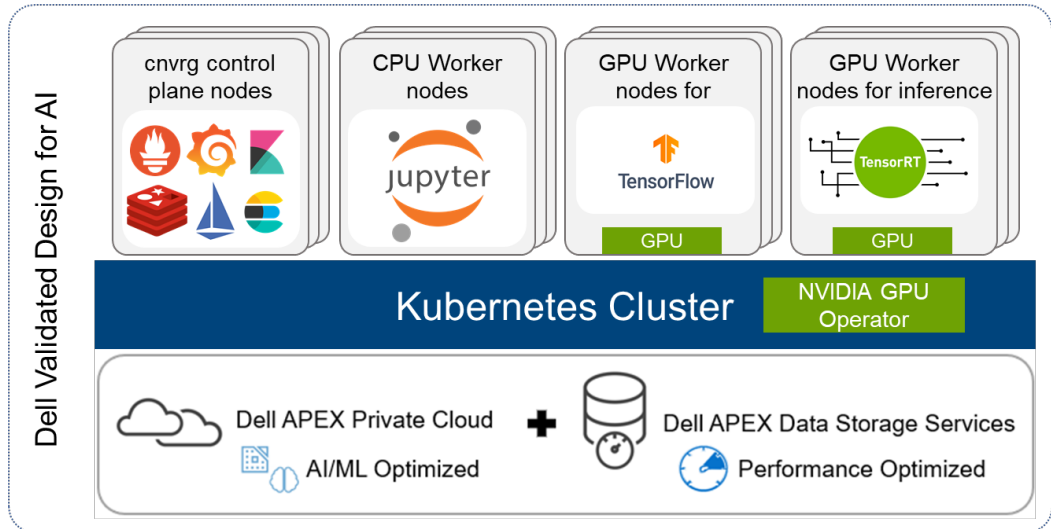 Dell Validated Design for AI
cnvrg control
plane nodes
CPU Worker
nodes
jupyter
GPU Worker
nodes for
TensorFlow
GPU
GPU Worker
nodes for inference
TensorRT
GPU
Kubernetes Cluster
NVIDIA GPU
Operator
Dell APEX Private Cloud
AI/ML Optimized
Dell APEX Data Storage Services
Performance Optimized